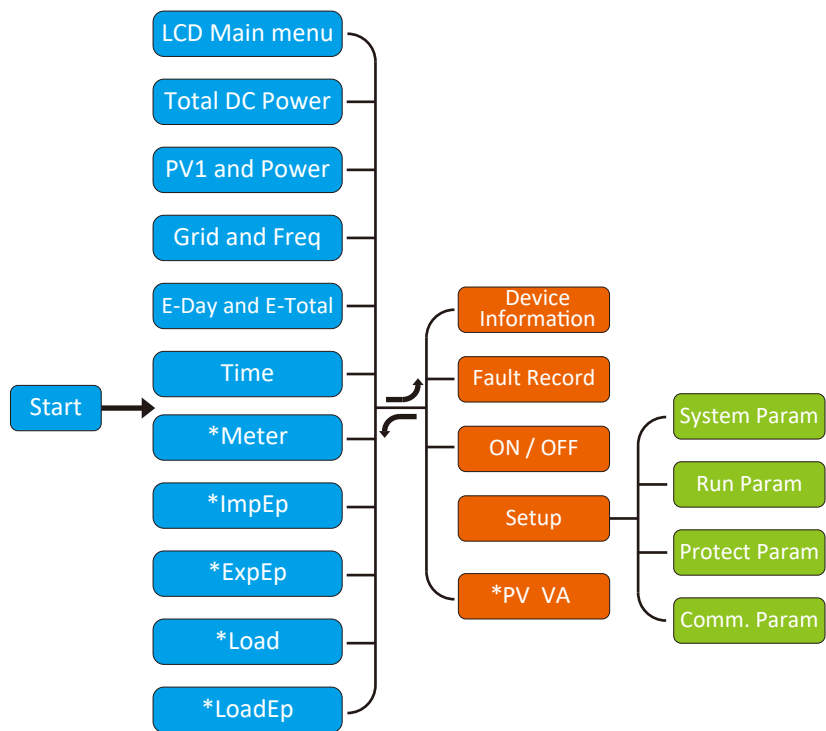 Start
LCD Main menu
Total DC Power
PV1 and Power
Grid and Freq
E-Day and E-Total
Time
*Meter
*ImpEp
*ExpEp
*Load
*LoadEp
Device
Information
Fault Record
ON / OFF
Setup
*PV VA
System Param
Run Param
Protect Param
Comm. Param